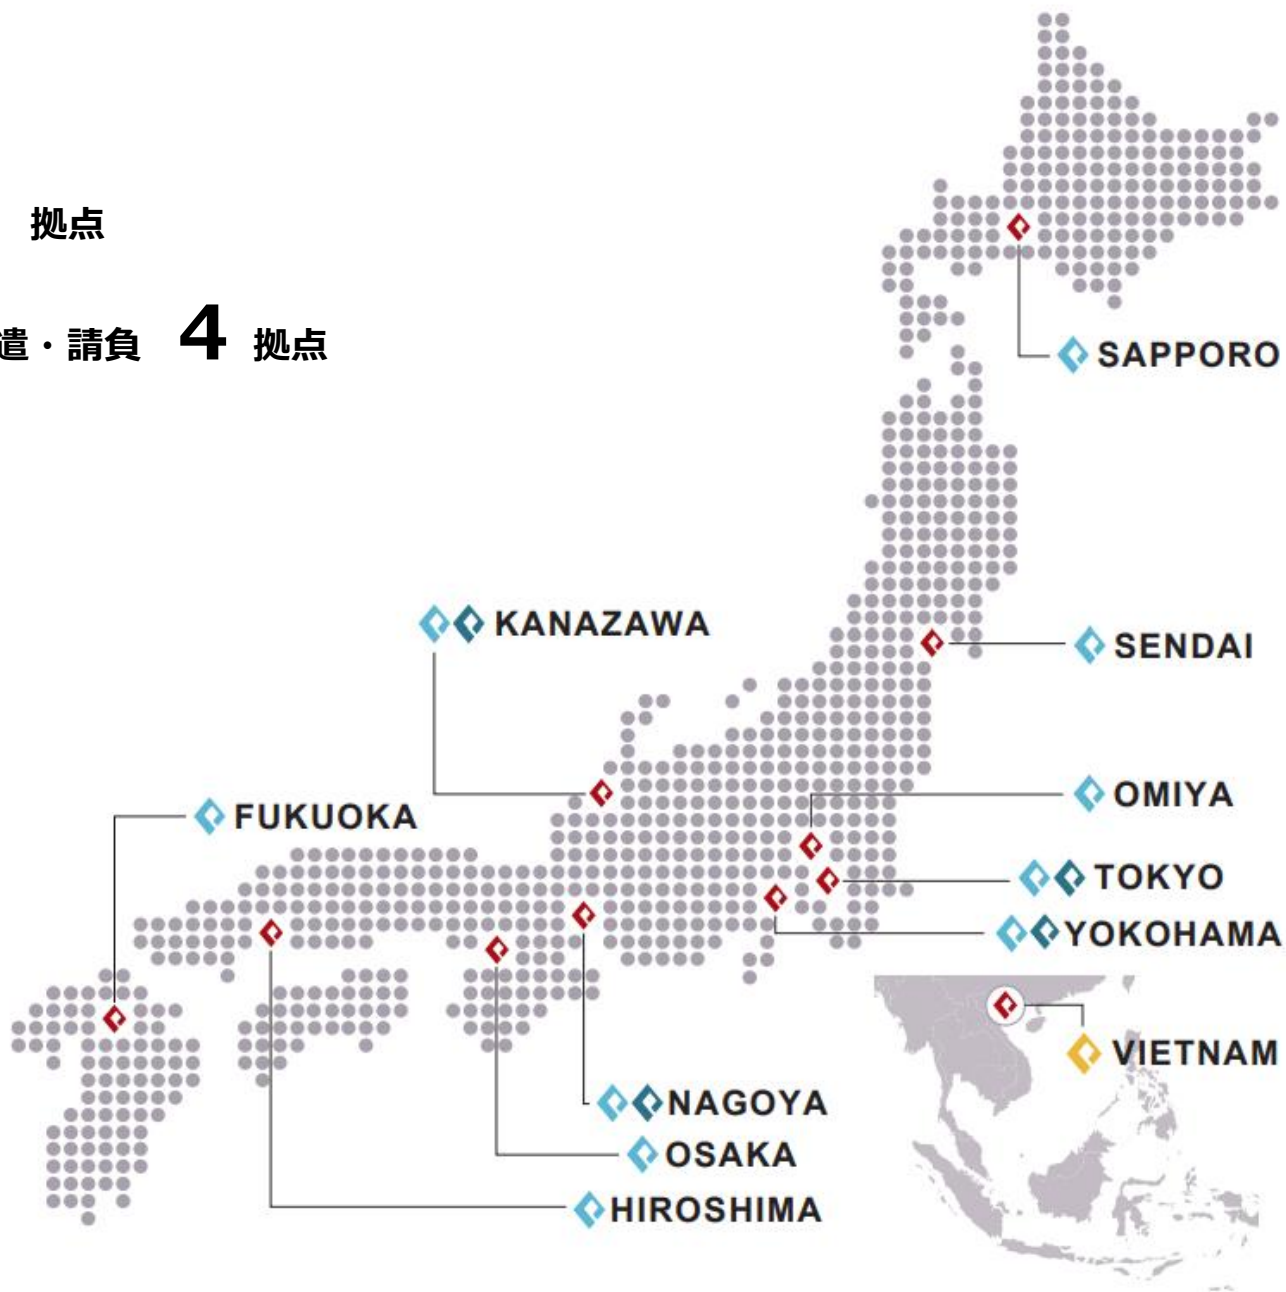 拠点
遣・請負 4 拠点
SAPPORO
KANAZAWA
SENDAI
OMIYA
FUKUOKA
TOKYO
YOKOHAMA
VIETNAM
NAGOYA
OSAKA
HIROSHIMA